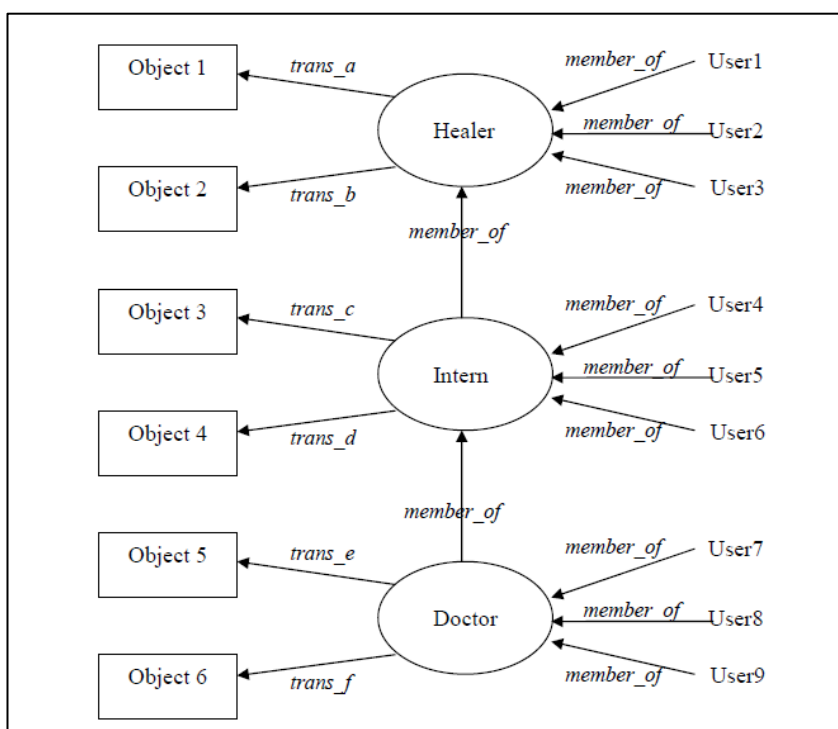 Object 1
trans_a
Healer
member_of
User1
member_of
User2
member_of
User3
Object 2
trans_b
member_of
Object 3
trans_c
Intern
member_of
User4
member_of
User5
member_of
User6
Object 4
trans_d
member_of
Object 5
trans_e
Doctor
member_of
User7
member_of
User8
member_of
User9
Object 6
trans_f